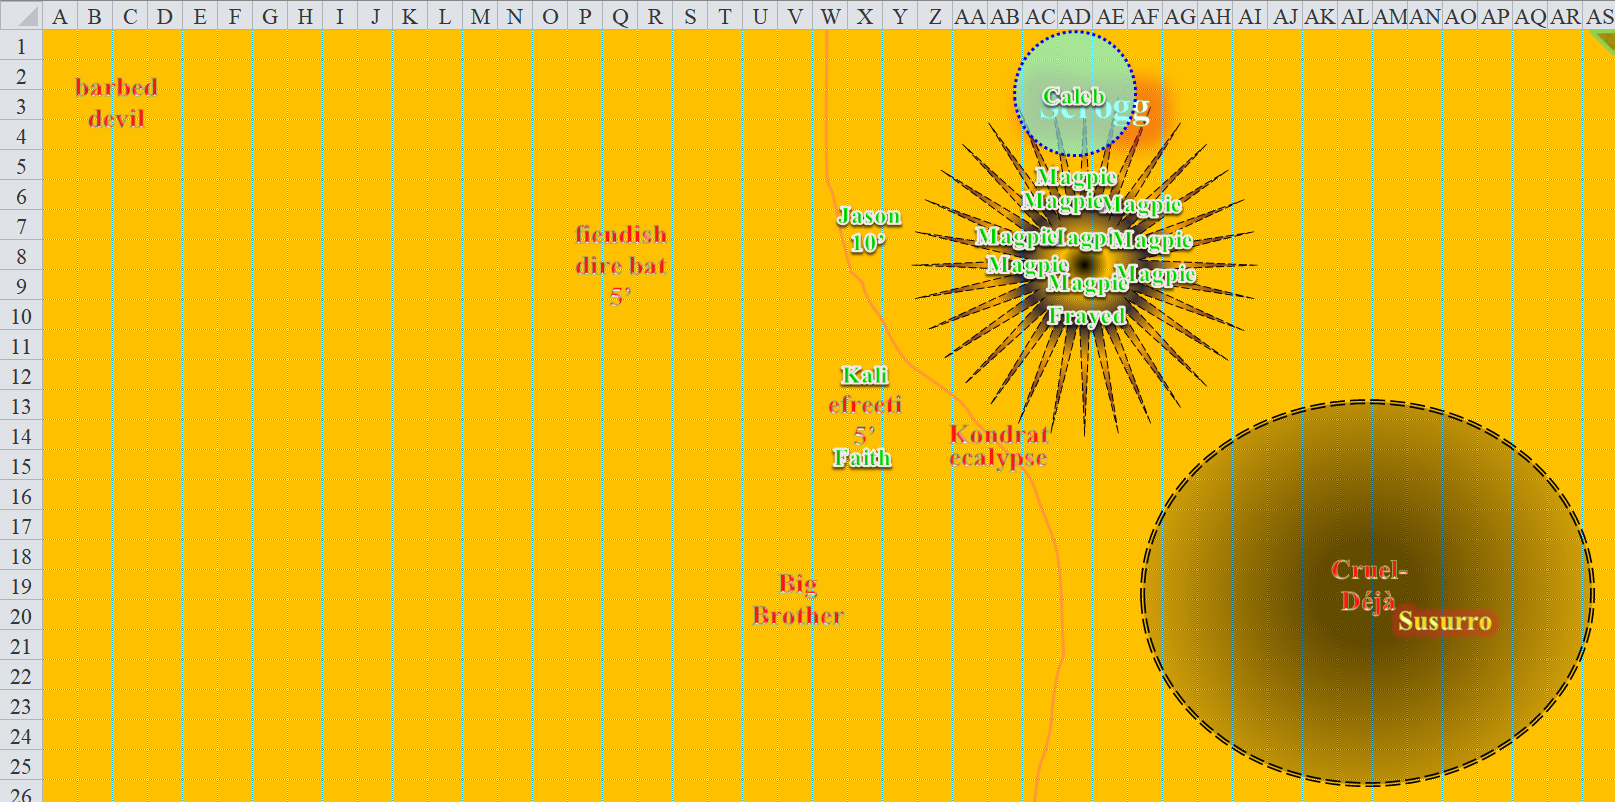 A B C D E F G H I J K L M N O P Q R S T U V W X Y Z AA AB AC AD AE AF AG AH AI AJ AK AL AM AN AO AP AQ AR AS
1
2
3
4
5
6
7
8
9
10
11
12
13
14
15
16
17
18
19
20
21
22
23
24
25
26
barbed
devil
Caleb
Scrogg
Magpie
Magpie Magpie
Jason
10’
fiendish
dire bat
5’
Magpie Magpie Magpie
Magpie Magpie
Magpie
Frayed
Kali
efreeti
5’
Faith
Kondrat
ecalypse
Big
Brother
Cruel-
Déjà
Susurro